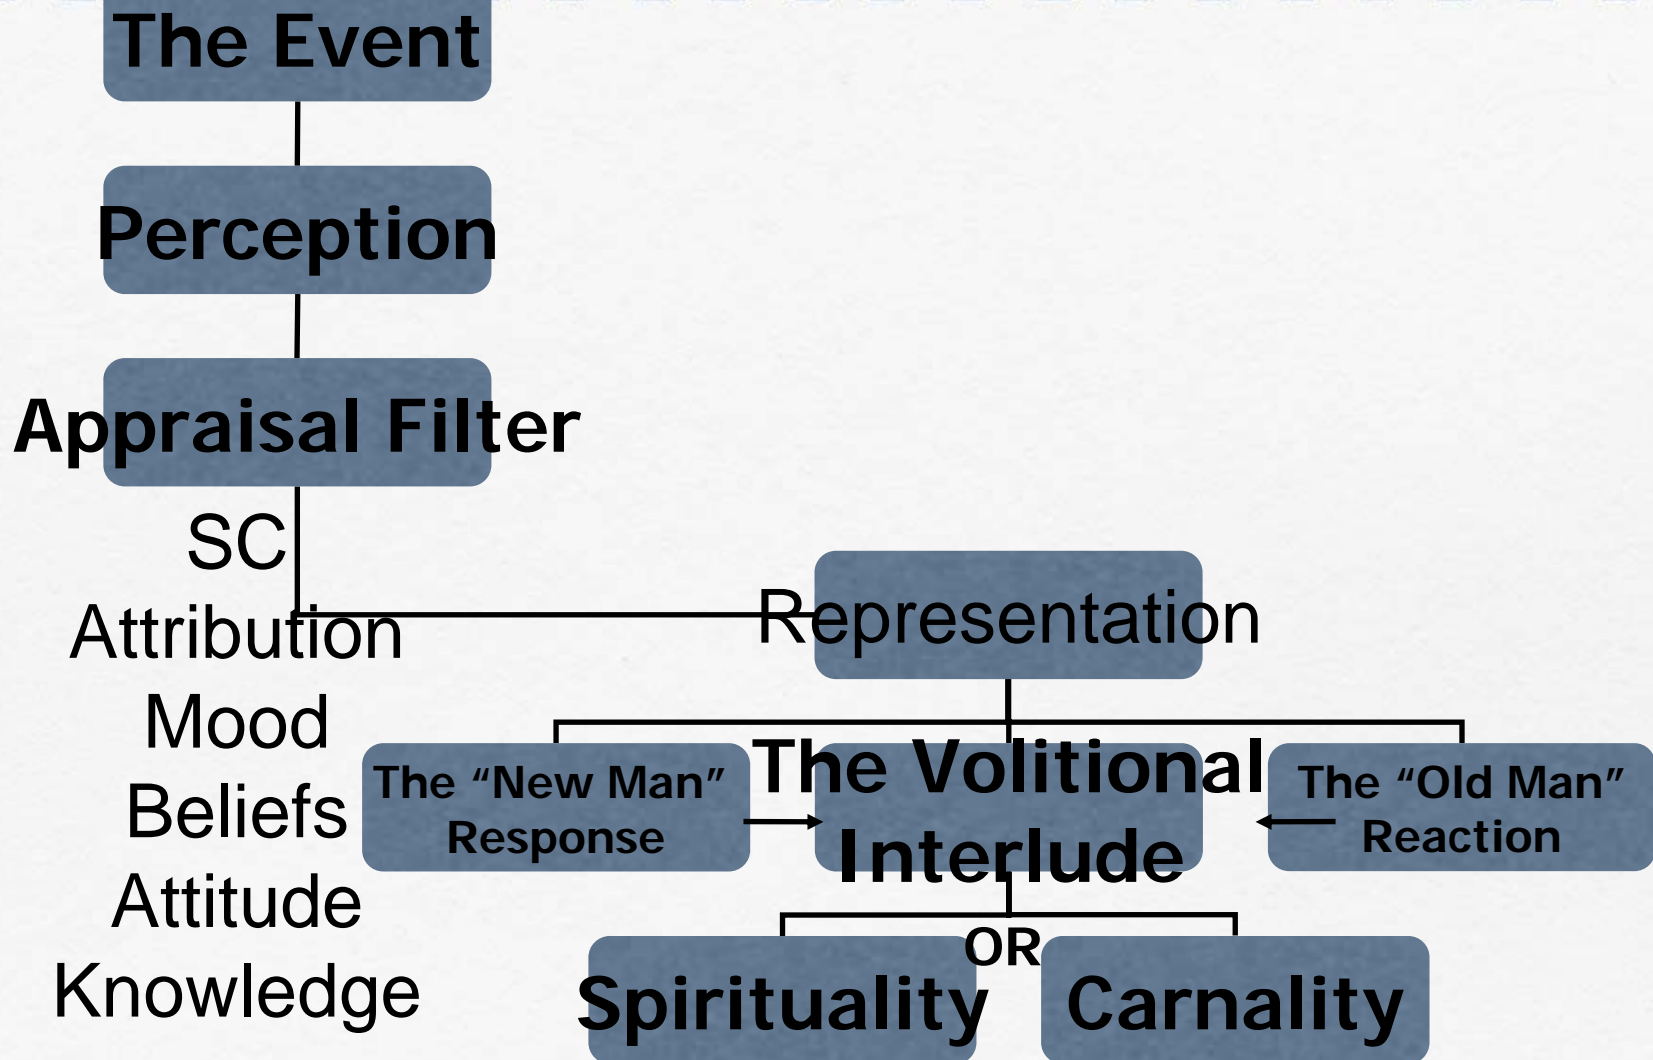 The Event
Perception
Appraisal Filter
SC
Attribution
Mood
Beliefs
Attitude
Knowledge
Representation
The “New Man”
Response
The Volitional
Interlude
The “Old Man”
Reaction
OR
Spirituality
Carnality